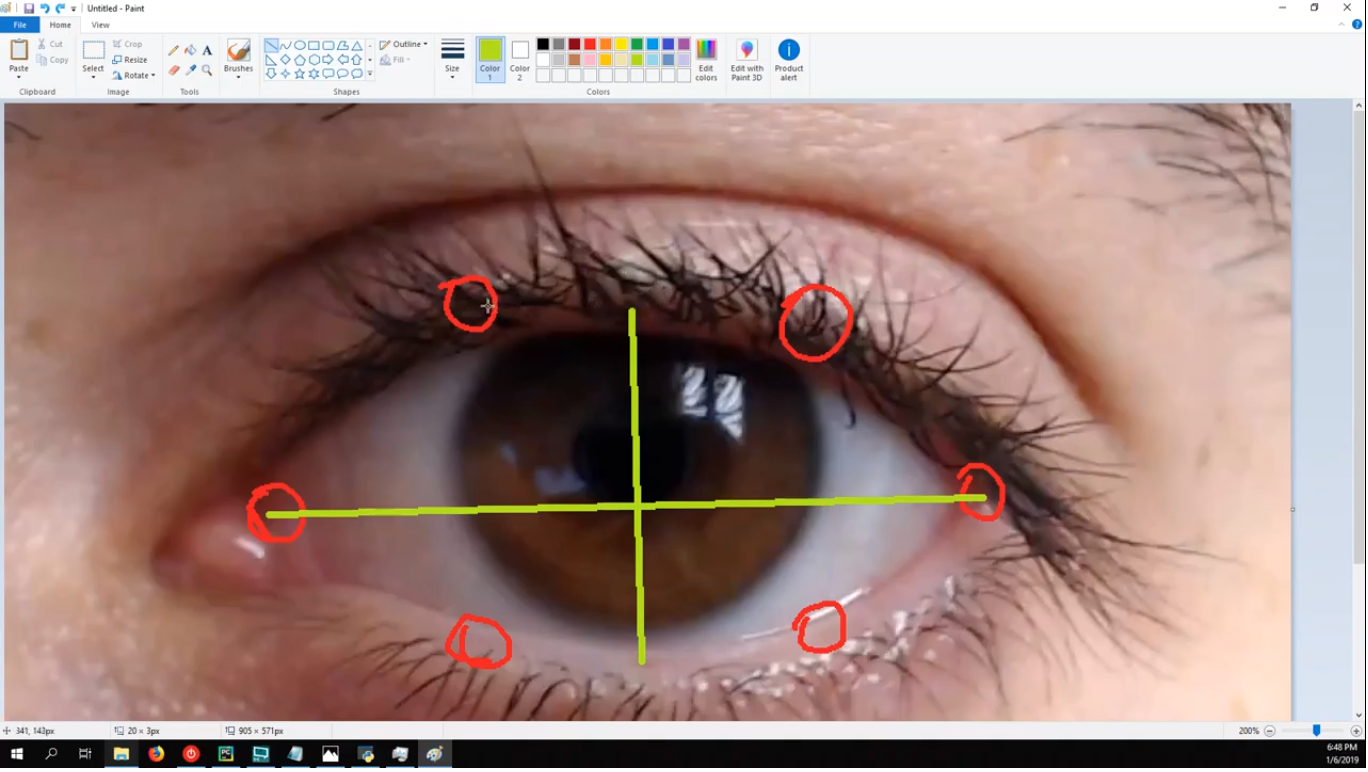 Untitled - Paint
File Home View
Paste
Cut
Copy
Clipboard
Select
Crop
Resize
Rotate
Image
A
Tools
Brushes
Outline
Fill
Shapes
Size
Color
1
Color
2
Edit
colors
Colors
Edit with
Paint 3D
Product
alert
341, 143px
20 × 3px
905 × 571px
200%
PC
6:48 PM
1/6/2019